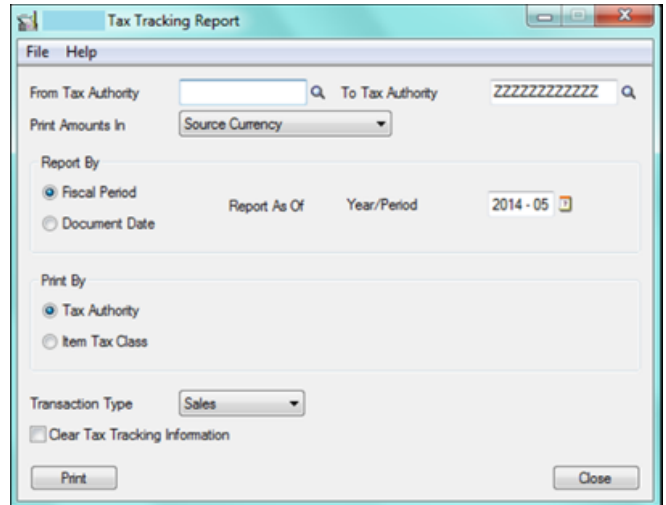 Tax Tracking Report
File Help
From Tax Authority To Tax Authority ZZZZZZZZZZZZ
Print Amounts In Source Currency
Report By
Fiscal Period Report As Of Year/Period 2014 - 05
Document Date
Print By
Tax Authority
Item Tax Class
Transaction Type Sales
Clear Tax Tracking Information
Print Close